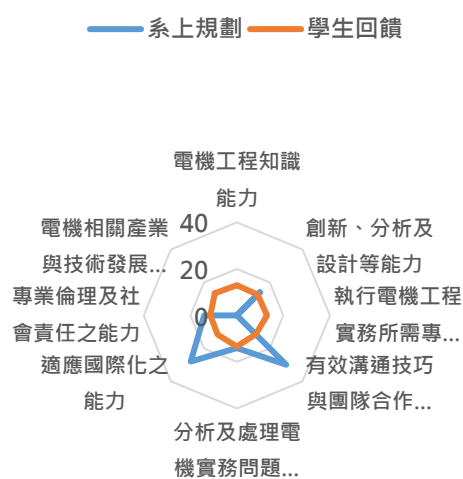 系上規劃 學生回饋
電機工程知識
能力
創新、分析及
設計等能力
執行電機工程
實務所需專...
有效溝通技巧
與團隊合作...
分析及處理電
機實務問題...
適應國際化之
能力
專業倫理及社
會責任之能力
電機相關產業
與技術發展...
40
20
0